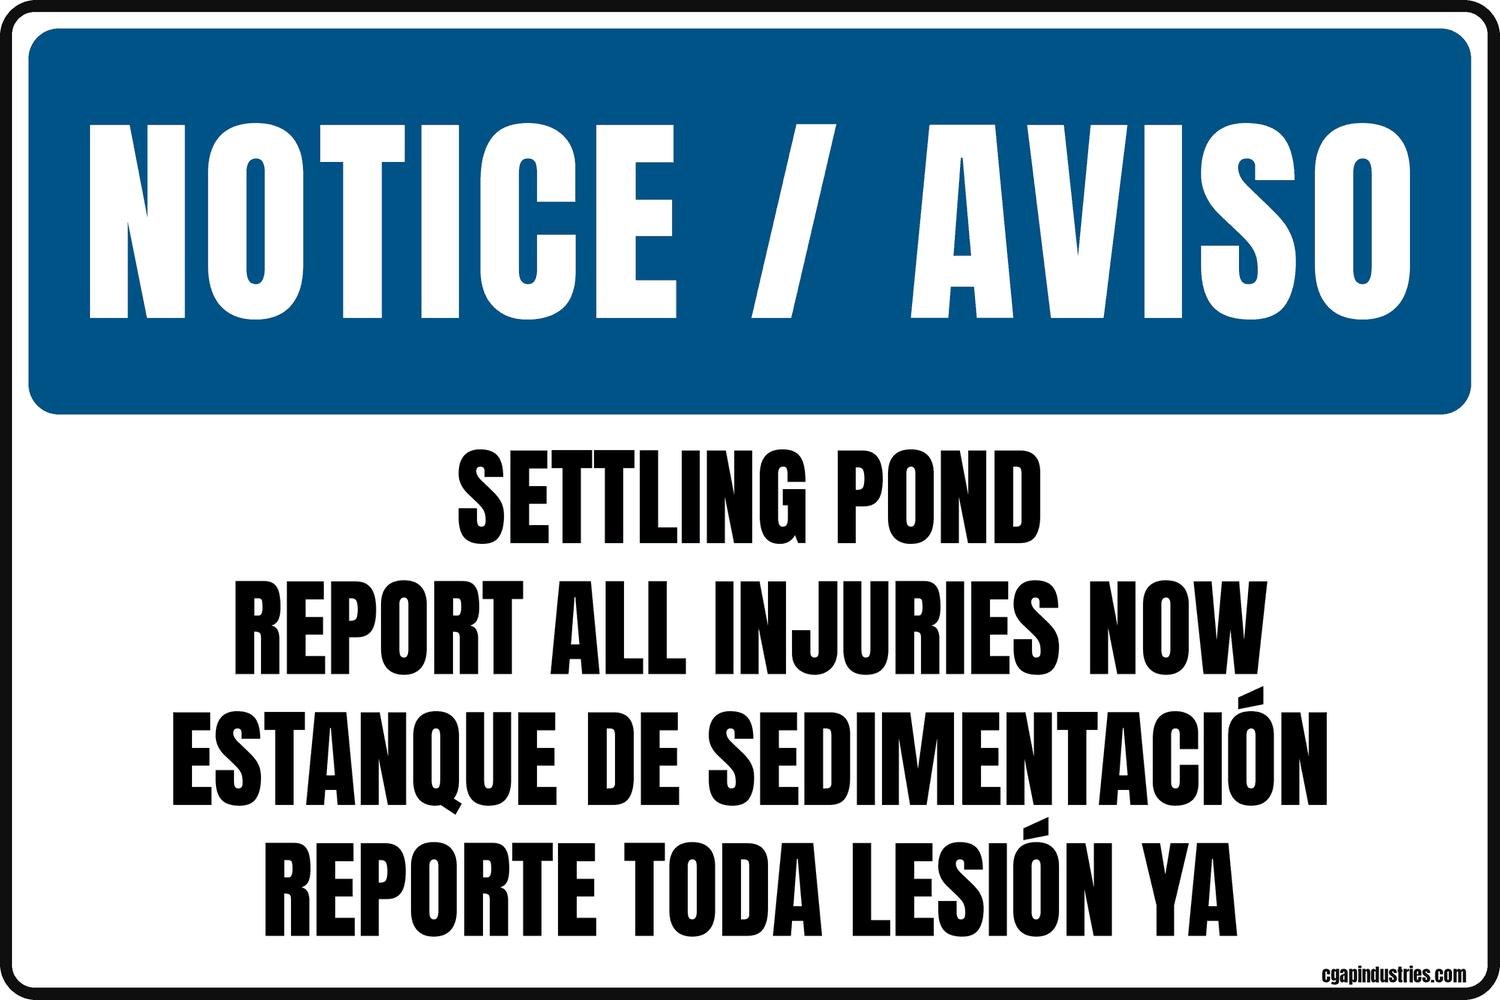 NOTICE / AVISO
SETTLING POND
REPORT ALL INJURIES NOW
ESTANQUE DE SEDIMENTACIÓN
REPORTE TODA LESIÓN YA
cgapindustries.com